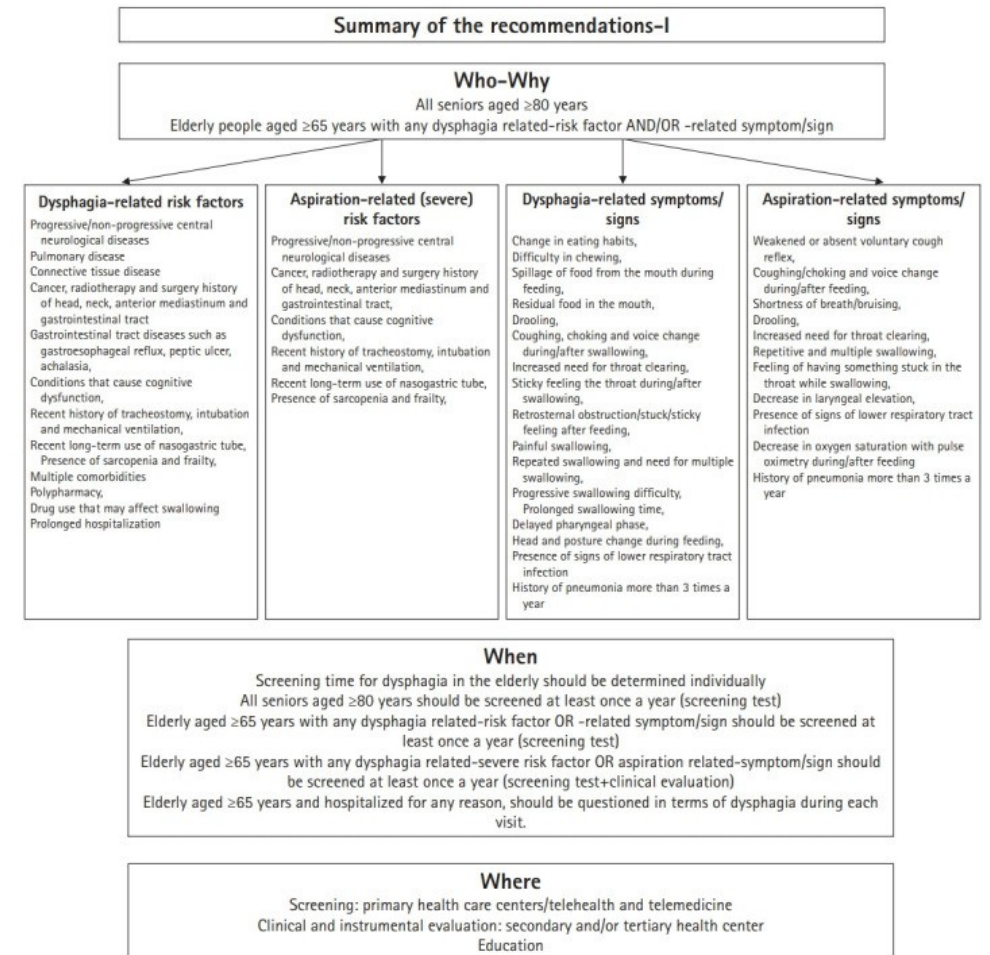 Summary of the recommendations-I
Who-Why
All seniors aged ≥80 years
Elderly people aged ≥65 years with any dysphagia related-risk factor AND/OR -related symptom/sign
Dysphagia-related risk factors
Progressive/non-progressive central
neurological diseases
Pulmonary disease
Connective tissue disease
Cancer, radiotherapy and surgery history
of head, neck, anterior mediastinum and
gastrointestinal tract
Gastrointestinal tract diseases such as
gastroesophageal reflux, peptic ulcer,
achalasia,
Conditions that cause cognitive
dysfunction,
Recent history of tracheostomy, intubation
and mechanical ventilation,
Recent long-term use of nasogastric tube,
Presence of sarcopenia and frailty,
Multiple comorbidities
Polypharmacy,
Drug use that may affect swallowing
Prolonged hospitalization
Aspiration-related (severe)
risk factors
Progressive/non-progressive central
neurological diseases
Cancer, radiotherapy and surgery history
of head, neck, anterior mediastinum and
gastrointestinal tract,
Conditions that cause cognitive
dysfunction,
Recent history of tracheostomy, intubation
and mechanical ventilation,
Recent long-term use of nasogastric tube,
Presence of sarcopenia and frailty,
Dysphagia-related symptoms/
signs
Change in eating habits,
Difficulty in chewing,
Spillage of food from the mouth during
feeding,
Residual food in the mouth,
Drooling,
Coughing, choking and voice change
during/after swallowing,
Increased need for throat clearing,
Sticky feeling the throat during/after
swallowing,
Retrosternal obstruction/stuck/sticky
feeling after feeding,
Painful swallowing,
Repeated swallowing and need for multiple
swallowing,
Progressive swallowing difficulty,
Prolonged swallowing time,
Delayed pharyngeal phase,
Head and posture change during feeding,
Presence of signs of lower respiratory tract
infection
History of pneumonia more than 3 times a
year
Aspiration-related symptoms/
signs
Weakened or absent voluntary cough
reflex,
Coughing/choking and voice change
during/after feeding,
Shortness of breath/bruising,
Drooling,
Increased need for throat clearing,
Repetitive and multiple swallowing,
Feeling of having something stuck in the
throat while swallowing,
Decrease in laryngeal elevation,
Presence of signs of lower respiratory tract
infection
Decrease in oxygen saturation with pulse
oximetry during/after feeding
History of pneumonia more than 3 times a
year
When
Screening time for dysphagia in the elderly should be determined individually
All seniors aged ≥80 years should be screened at least once a year (screening test)
Elderly aged ≥65 years with any dysphagia related-risk factor OR -related symptom/sign should be screened at
least once a year (screening test)
Elderly aged ≥65 years with any dysphagia related-severe risk factor OR aspiration related-symptom/sign should
be screened at least once a year (screening test+clinical evaluation)
Elderly aged ≥65 years and hospitalized for any reason, should be questioned in terms of dysphagia during each
visit.
Where
Screening: primary health care centers/telehealth and telemedicine
Clinical and instrumental evaluation: secondary and/or tertiary health center
Education